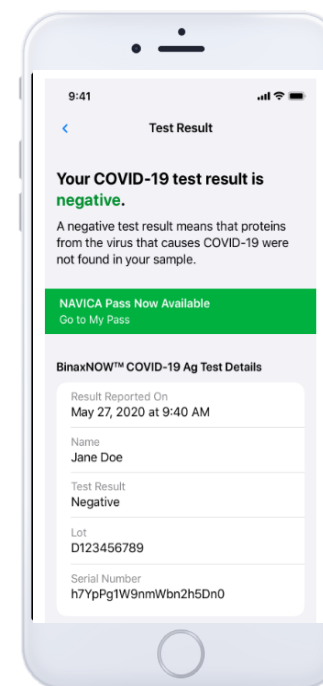 9:41
Test Result
Your COVID-19 test result is
negative.
A negative test result means that proteins
from the virus that causes COVID-19 were
not found in your sample.
NAVICA Pass Now Available
Go to My Pass
BinaxNOW™ COVID-19 Ag Test Details
Result Reported On
May 27, 2020 at 9:40 AM
Name
Jane Doe
Test Result
Negative
Lot
D123456789
Serial Number
h7YpPg1W9nmWbn2h5Dn0